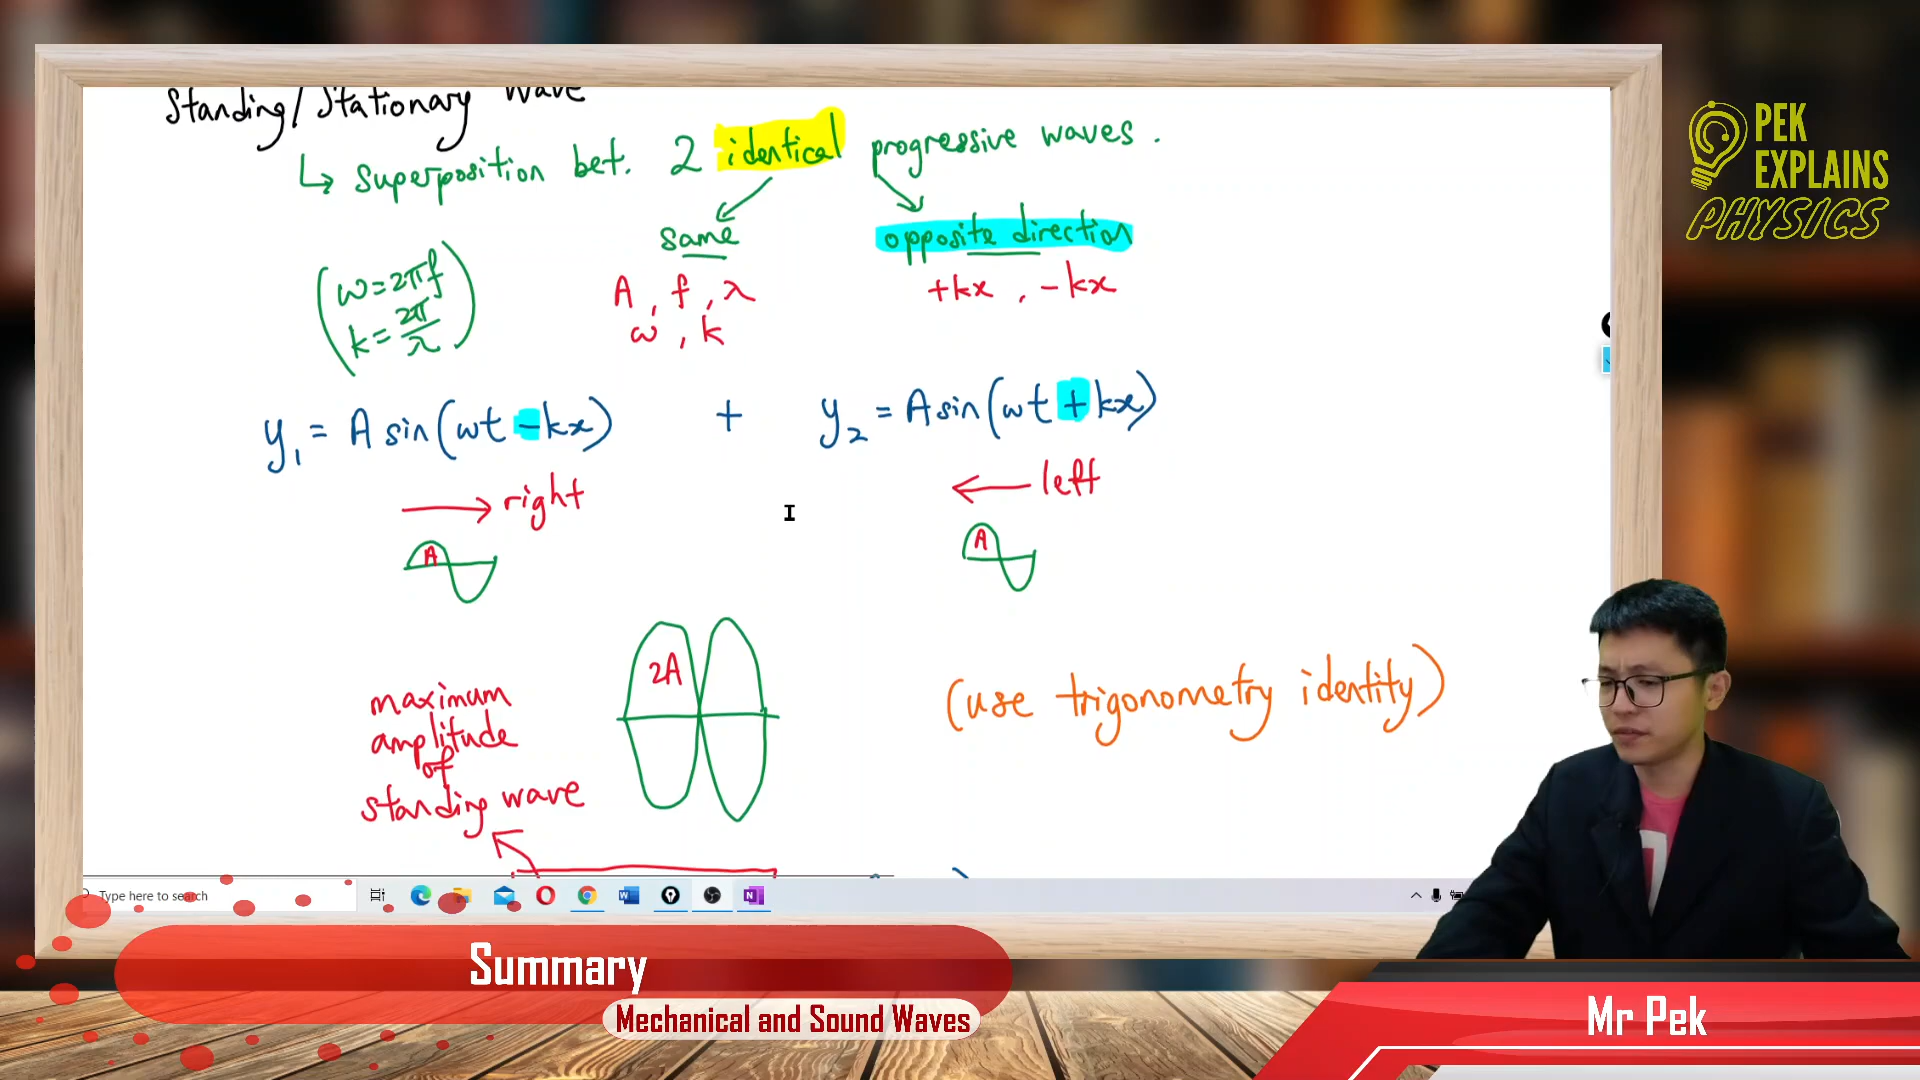 Standing/Stationary Wave
↳ superposition bet. 2 identical progressive waves.
same
opposite direction
(ω=2πf
k=2π/λ)
A, f, λ
ω, k
+kx, -kx
y₁ = A sin(ωt - kx) + y₂ = A sin(ωt + kx)
→ right
← left
A
A
2A
maximum
amplitude
of
standing wave
(use trigonometry identity)
PEK
EXPLAINS
PHYSICS
Type here to search
Summary
Mechanical and Sound Waves
Mr Pek